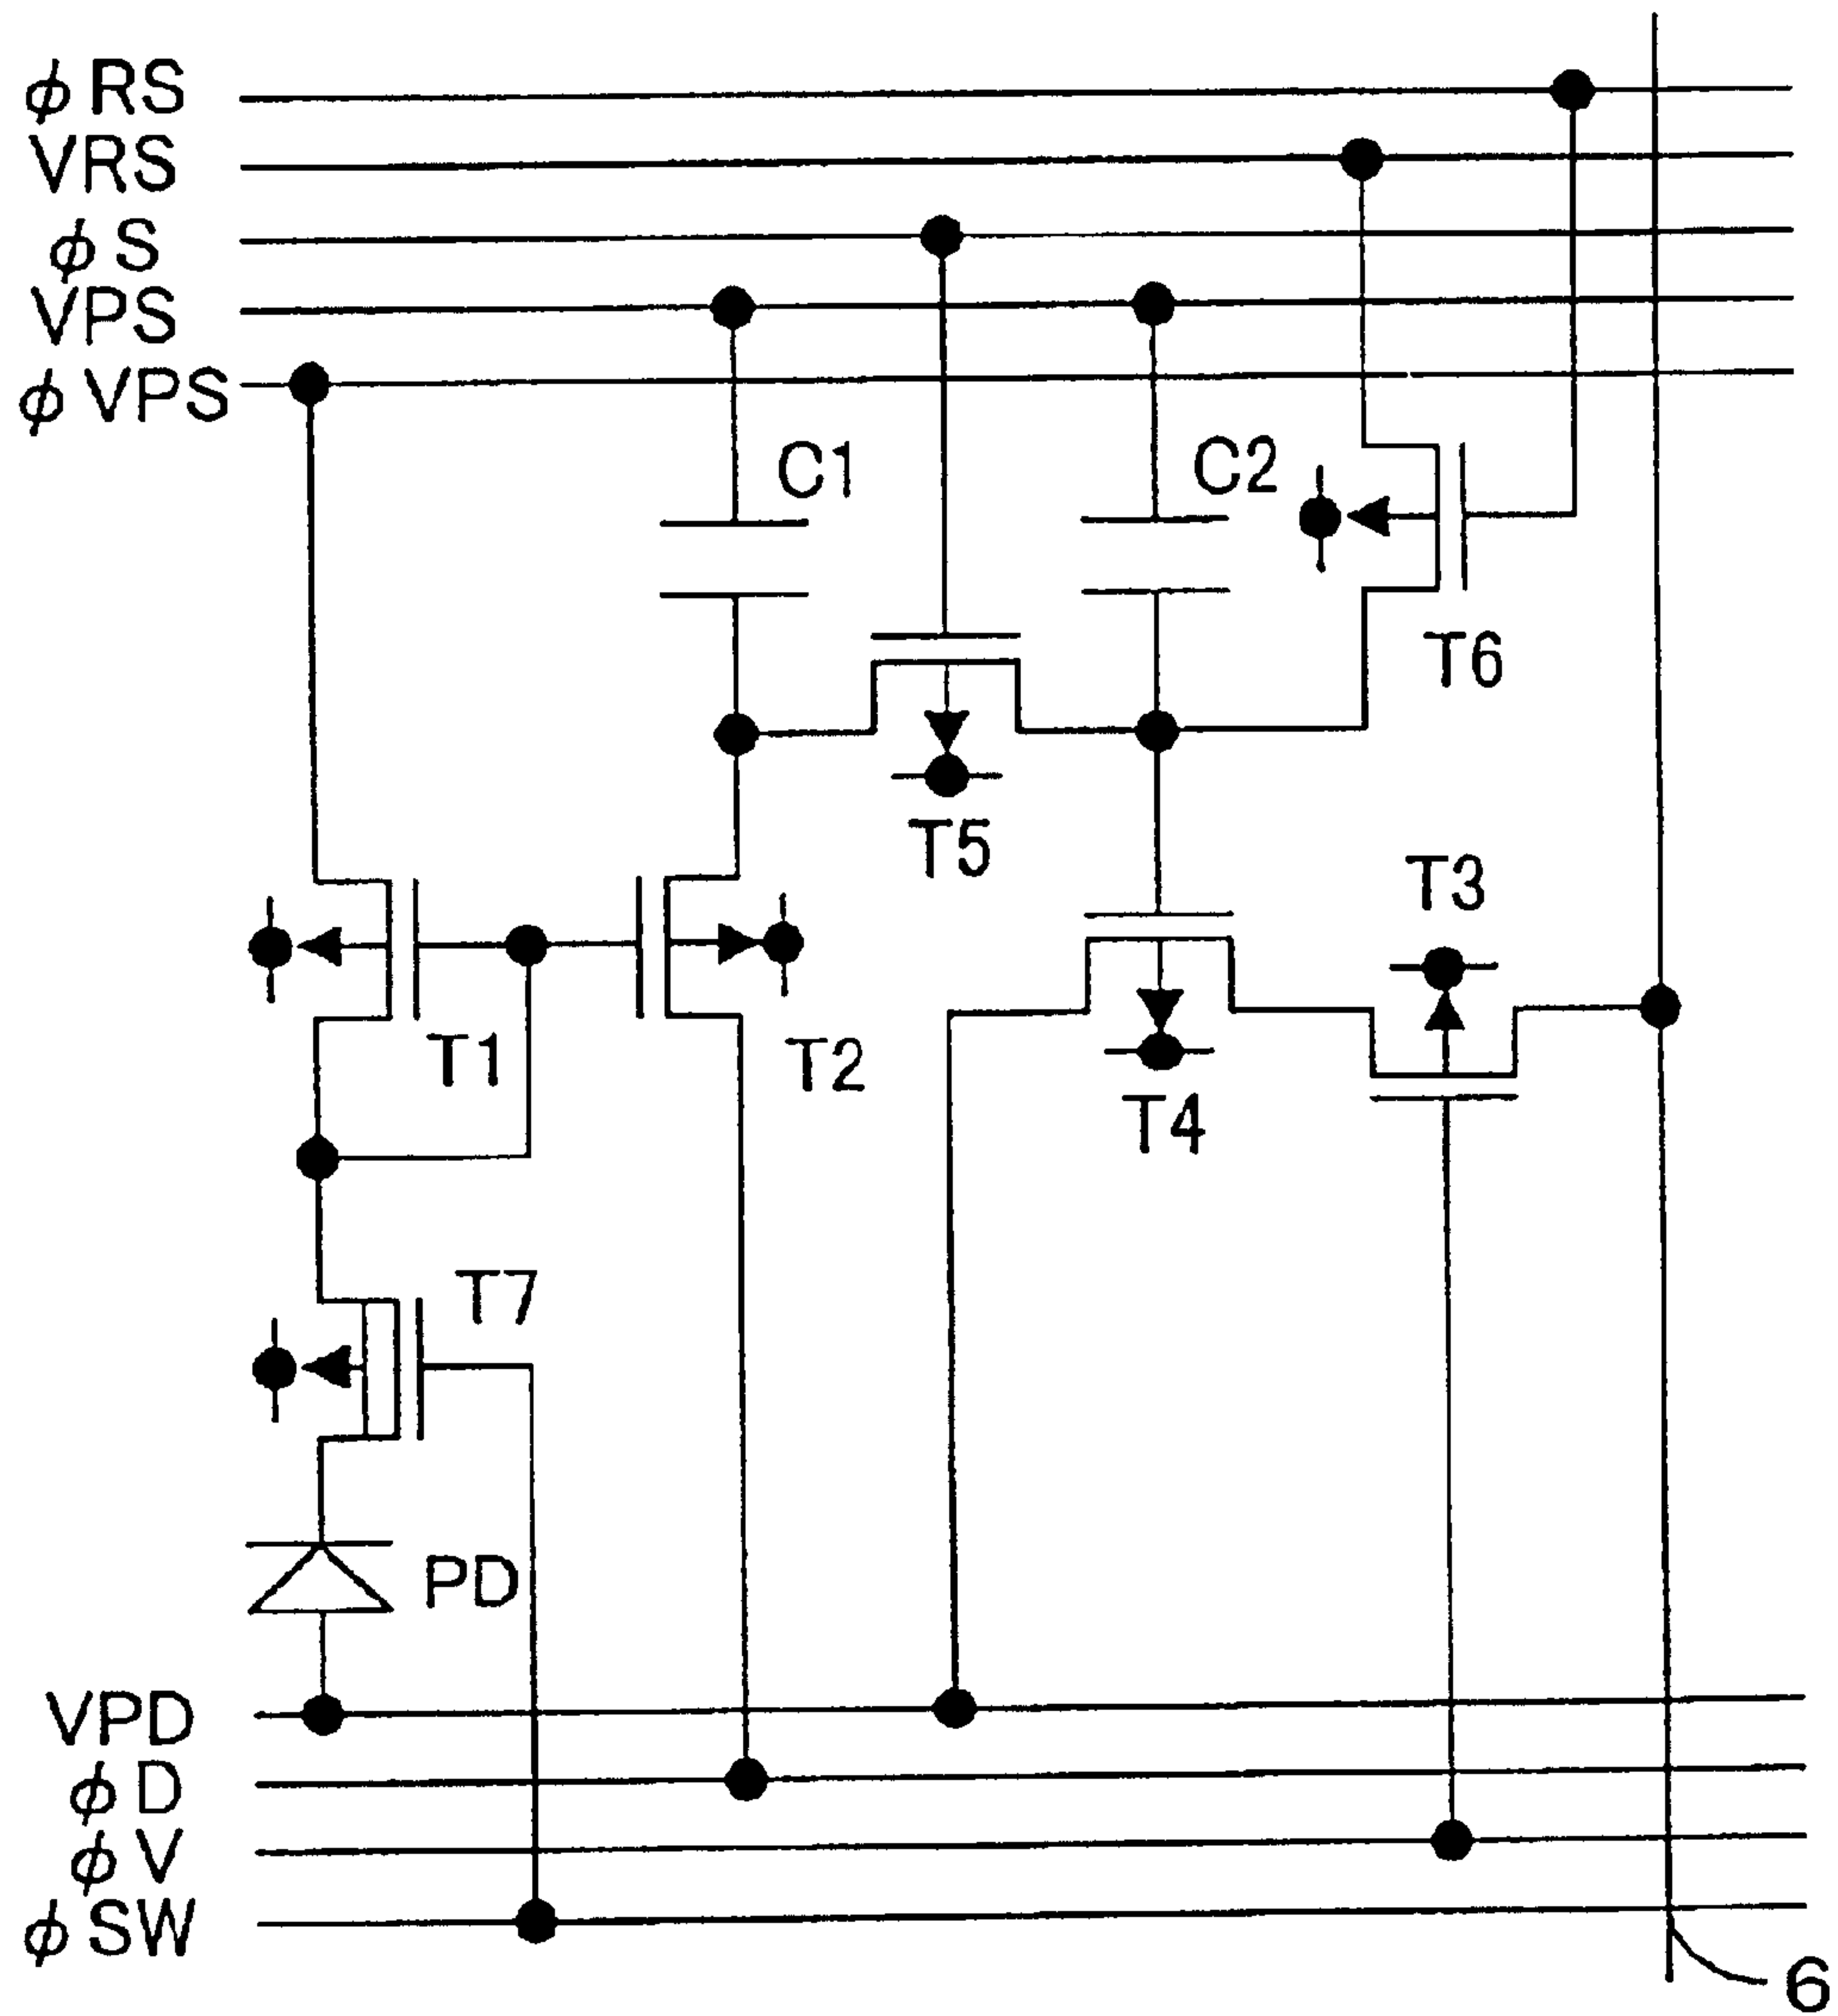 φRS
VRS
φS
VPS
φVPS
C1
C2
T6
T5
T3
T1
T2
T4
T7
PD
VPD
φD
φV
φSW
6